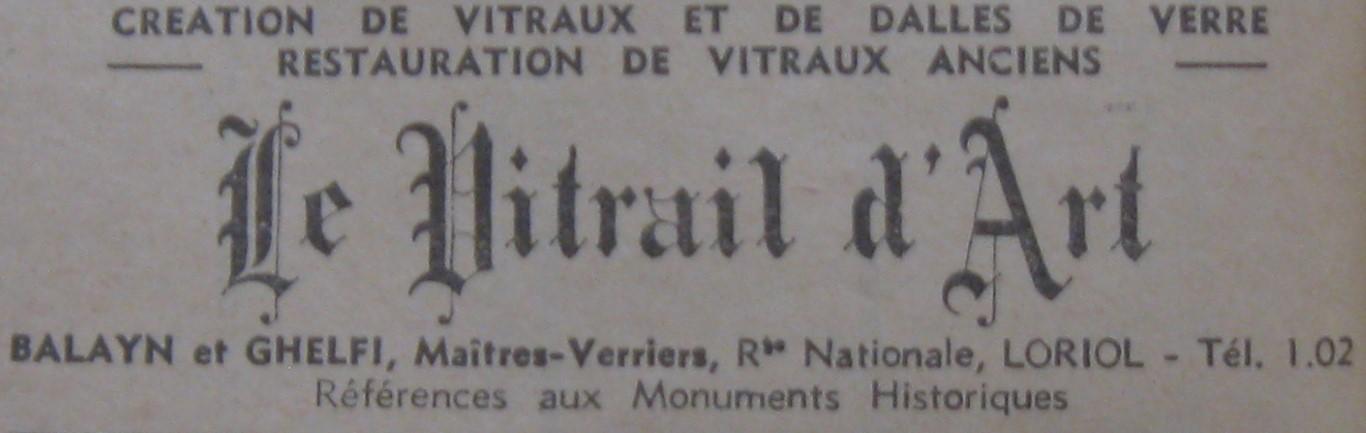 CREATION DE VITRAUX ET DE DALLES DE VERRE
RESTAURATION DE VITRAUX ANCIENS
Le Vitrail d'Art
BALAYN et GHELFI, Maîtres-Verriers, Rte Nationale, LORIOL - Tél. 1.02
Références aux Monuments Historiques